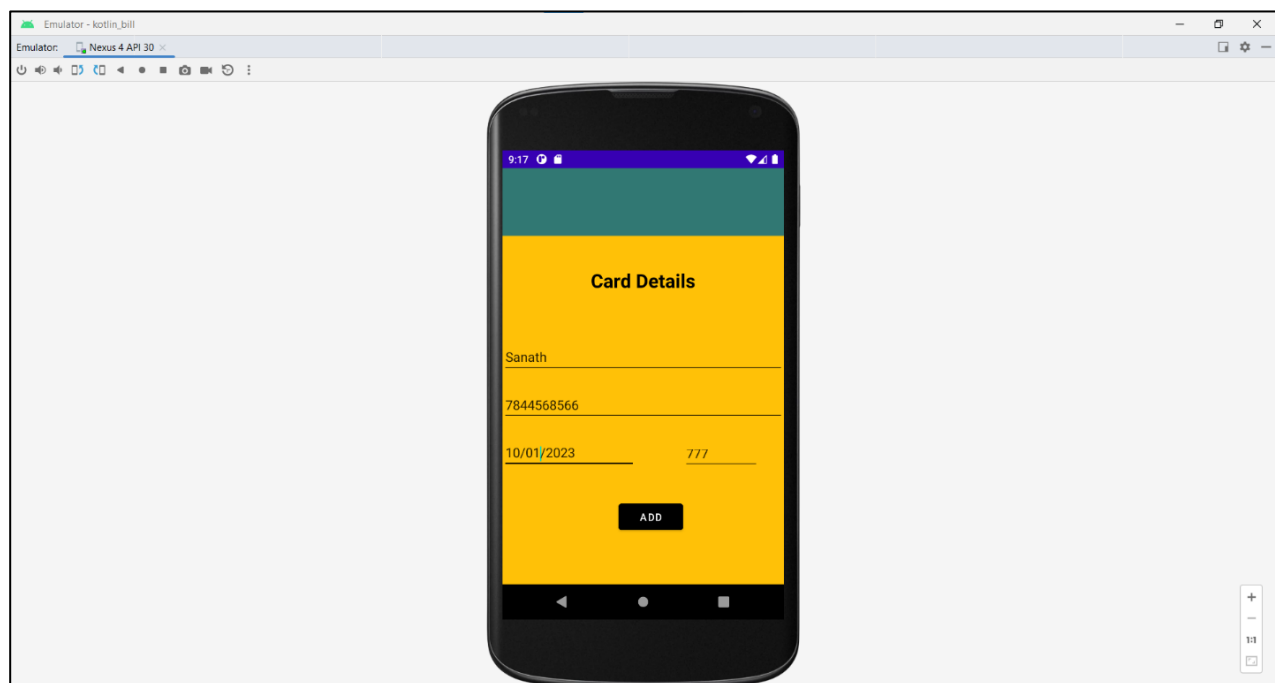 Emulator - kotlin_bill
Emulator: Nexus 4 API 30
9:17
Card Details
Sanath
7844568566
10/01/2023 777
ADD
1:1